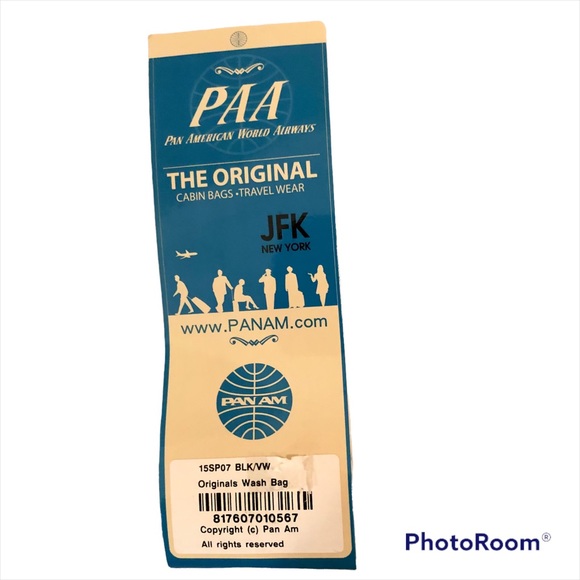 PAA
PAN AMERICAN WORLD AIRWAYS
THE ORIGINAL
CABIN BAGS•TRAVEL WEAR
JFK
NEW YORK
www.PANAM.com
PAN AM
15SP07 BLK/VW
Originals Wash Bag
817607010567
Copyright (c) Pan Am
All rights reserved
PhotoRoom®